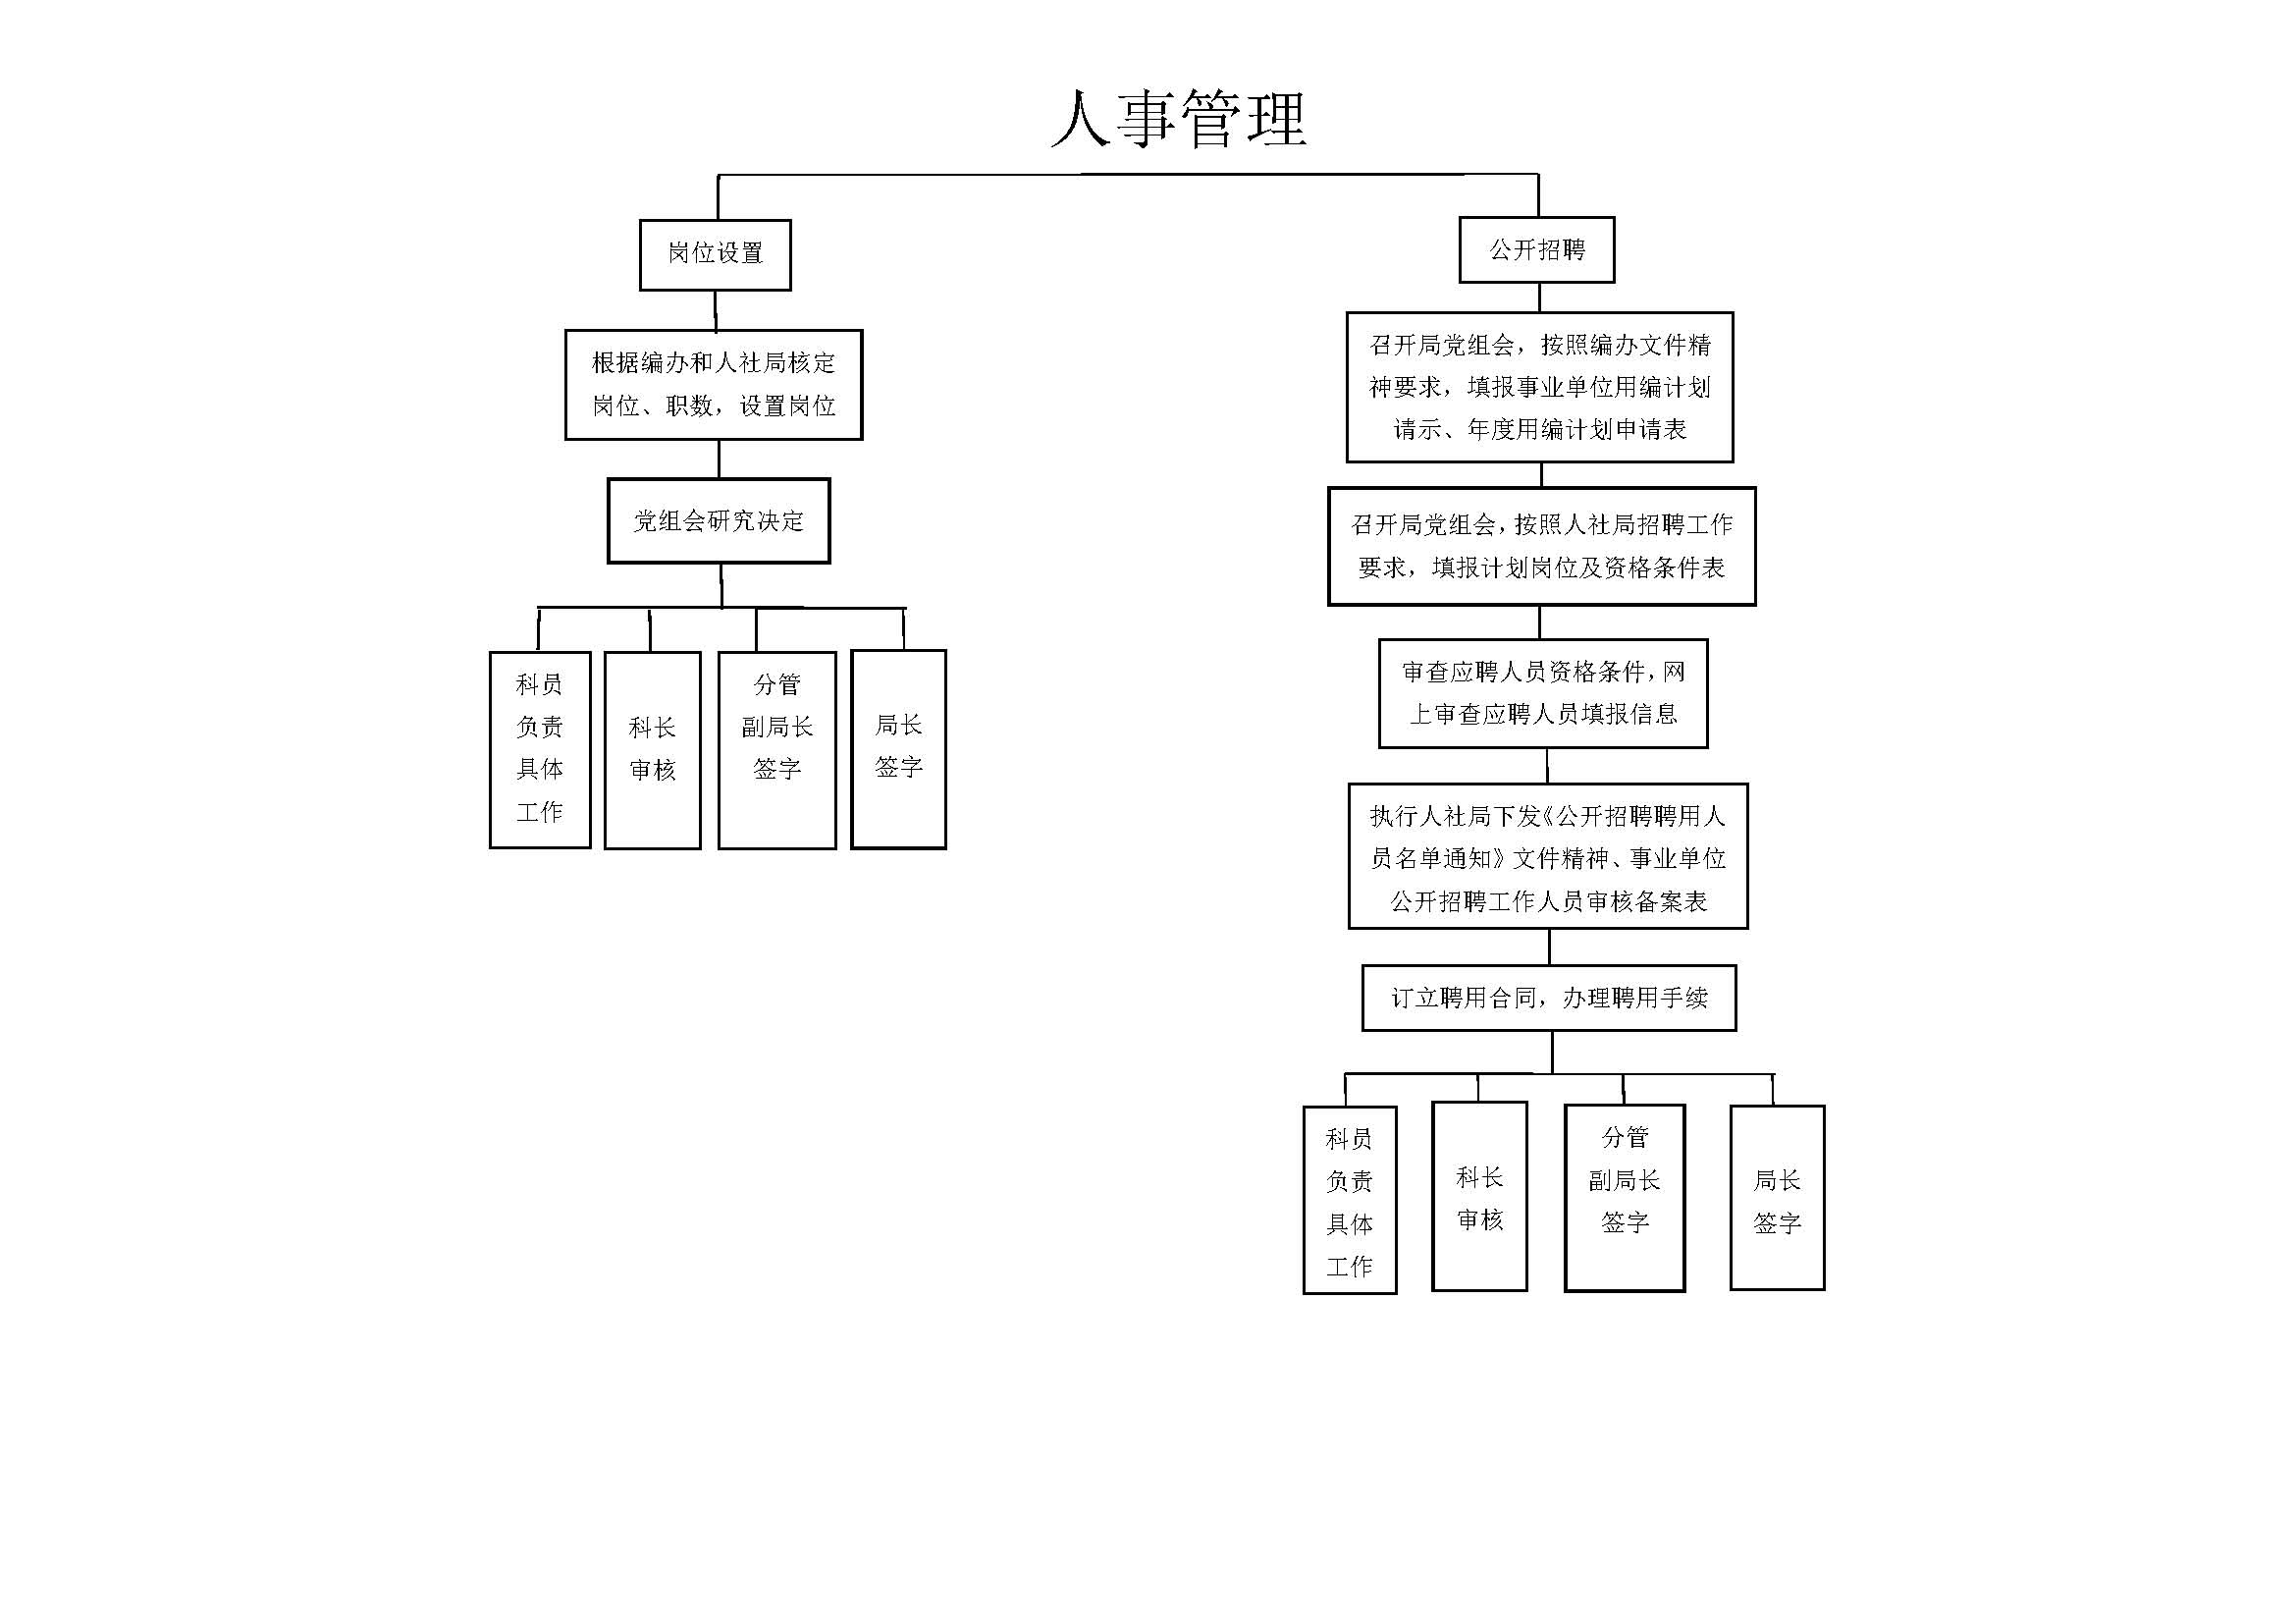 人事管理
岗位设置
根据编办和人社局核定
岗位、职数，设置岗位
党组会研究决定
科员
负责
具体
工作
科长
审核
分管
副局长
签字
局长
签字
公开招聘
召开局党组会，按照编办文件精
神要求，填报事业单位用编计划
请示、年度用编计划申请表
召开局党组会，按照人社局招聘工作
要求，填报计划岗位及资格条件表
审查应聘人员资格条件，网
上审查应聘人员填报信息
执行人社局下发《公开招聘聘用人
员名单通知》文件精神、事业单位
公开招聘工作人员审核备案表
订立聘用合同，办理聘用手续
科员
负责
具体
工作
科长
审核
分管
副局长
签字
局长
签字